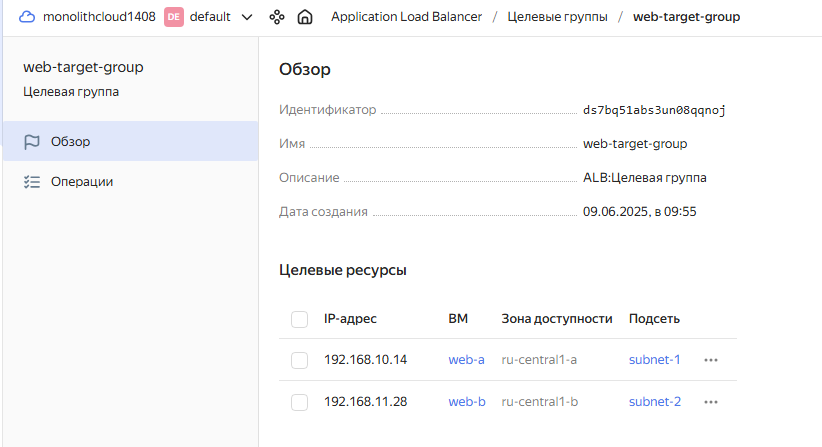 monolithcloud1408 DE default Application Load Balancer / Целевые группы / web-target-group
web-target-group
Целевая группа
Обзор
Операции
Обзор
Идентификатор ds7bq51abs3un08qqnoj
Имя web-target-group
Описание ALB:Целевая группа
Дата создания 09.06.2025, в 09:55
Целевые ресурсы
IP-адрес ВМ Зона доступности Подсеть
192.168.10.14 web-a ru-central1-a subnet-1
192.168.11.28 web-b ru-central1-b subnet-2